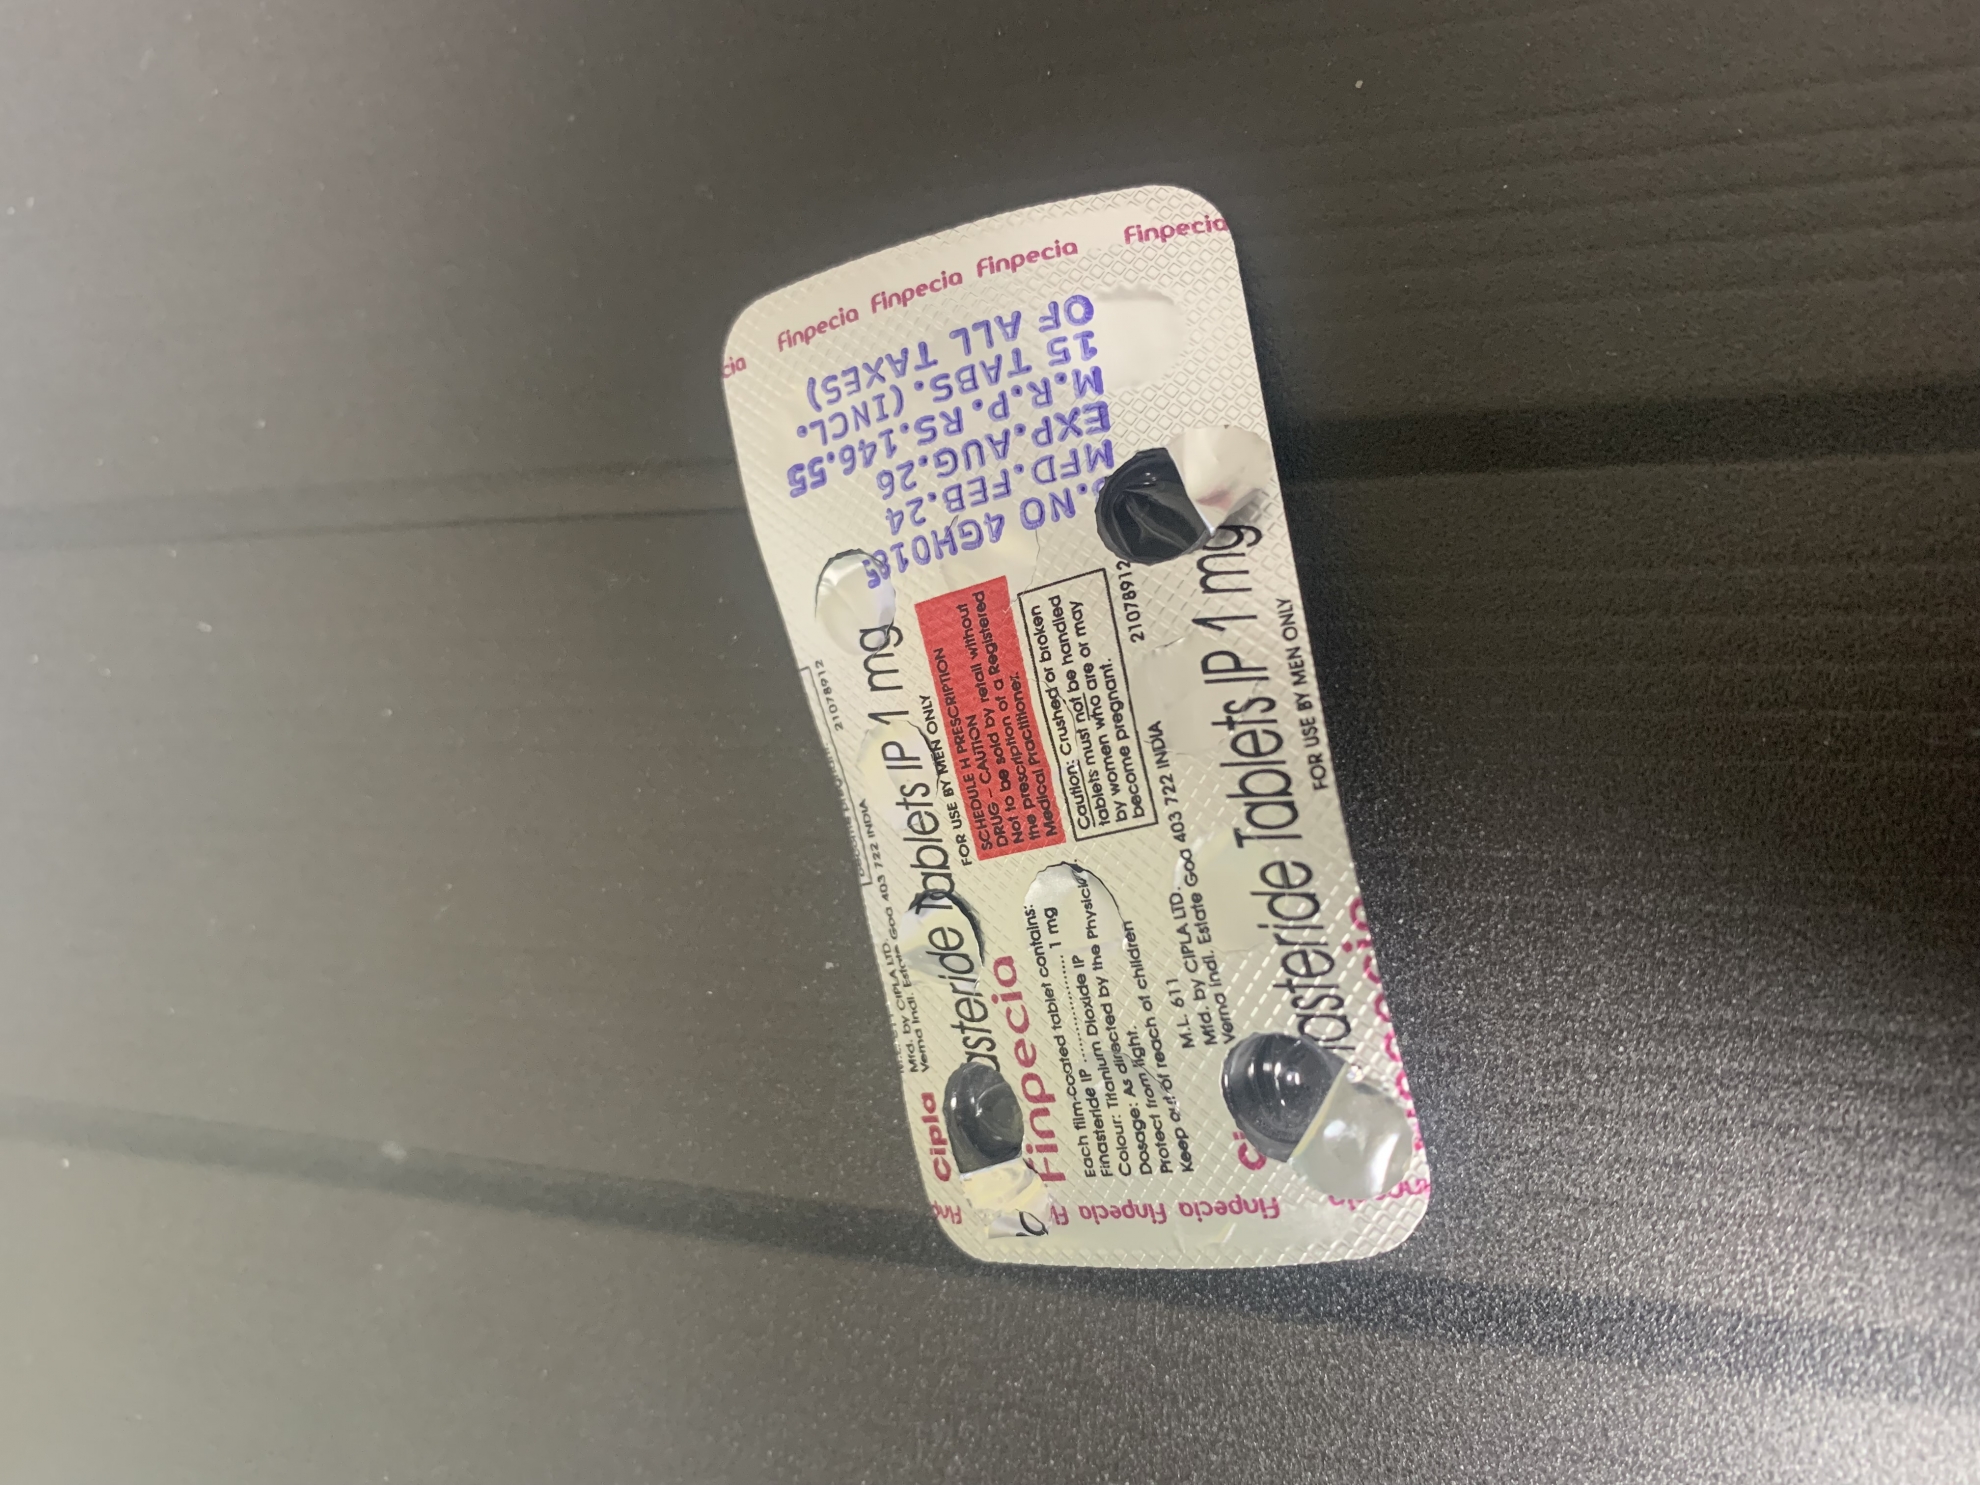 Finpecia Finpecia Finpecia Finpecia
B.NO 4GH0185
MFD. FEB.24
EXP.AUG.26
M.R.P. RS.146.55
15 TABS.(INCL.
OF ALL TAXES)
21078912
Mfd. by CIPLA LTD.
Verna Indl. Estate Goa 403 722 INDIA
Cipla
asteride Tablets IP 1 mg
FOR USE BY MEN ONLY
Finpecia
SCHEDULE H PRESCRIPTION
DRUG – CAUTION
Not to be sold by retail without
the prescription of a Registered
Medical Practitioner.
Each film-coated tablet contains:
Finasteride IP .................... 1 mg
Colour: Titanium Dioxide IP
Dosage: As directed by the Physician.
Protect from light.
Keep out of reach of children
Caution: Crushed or broken
tablets must not be handled
by women who are or may
become pregnant.
21078912
M.L. 611
Mfd. by CIPLA LTD.
Verna Indl. Estate Goa 403 722 INDIA
Ci
asteride Tablets IP 1 mg
FOR USE BY MEN ONLY
Finpecia Finpecia